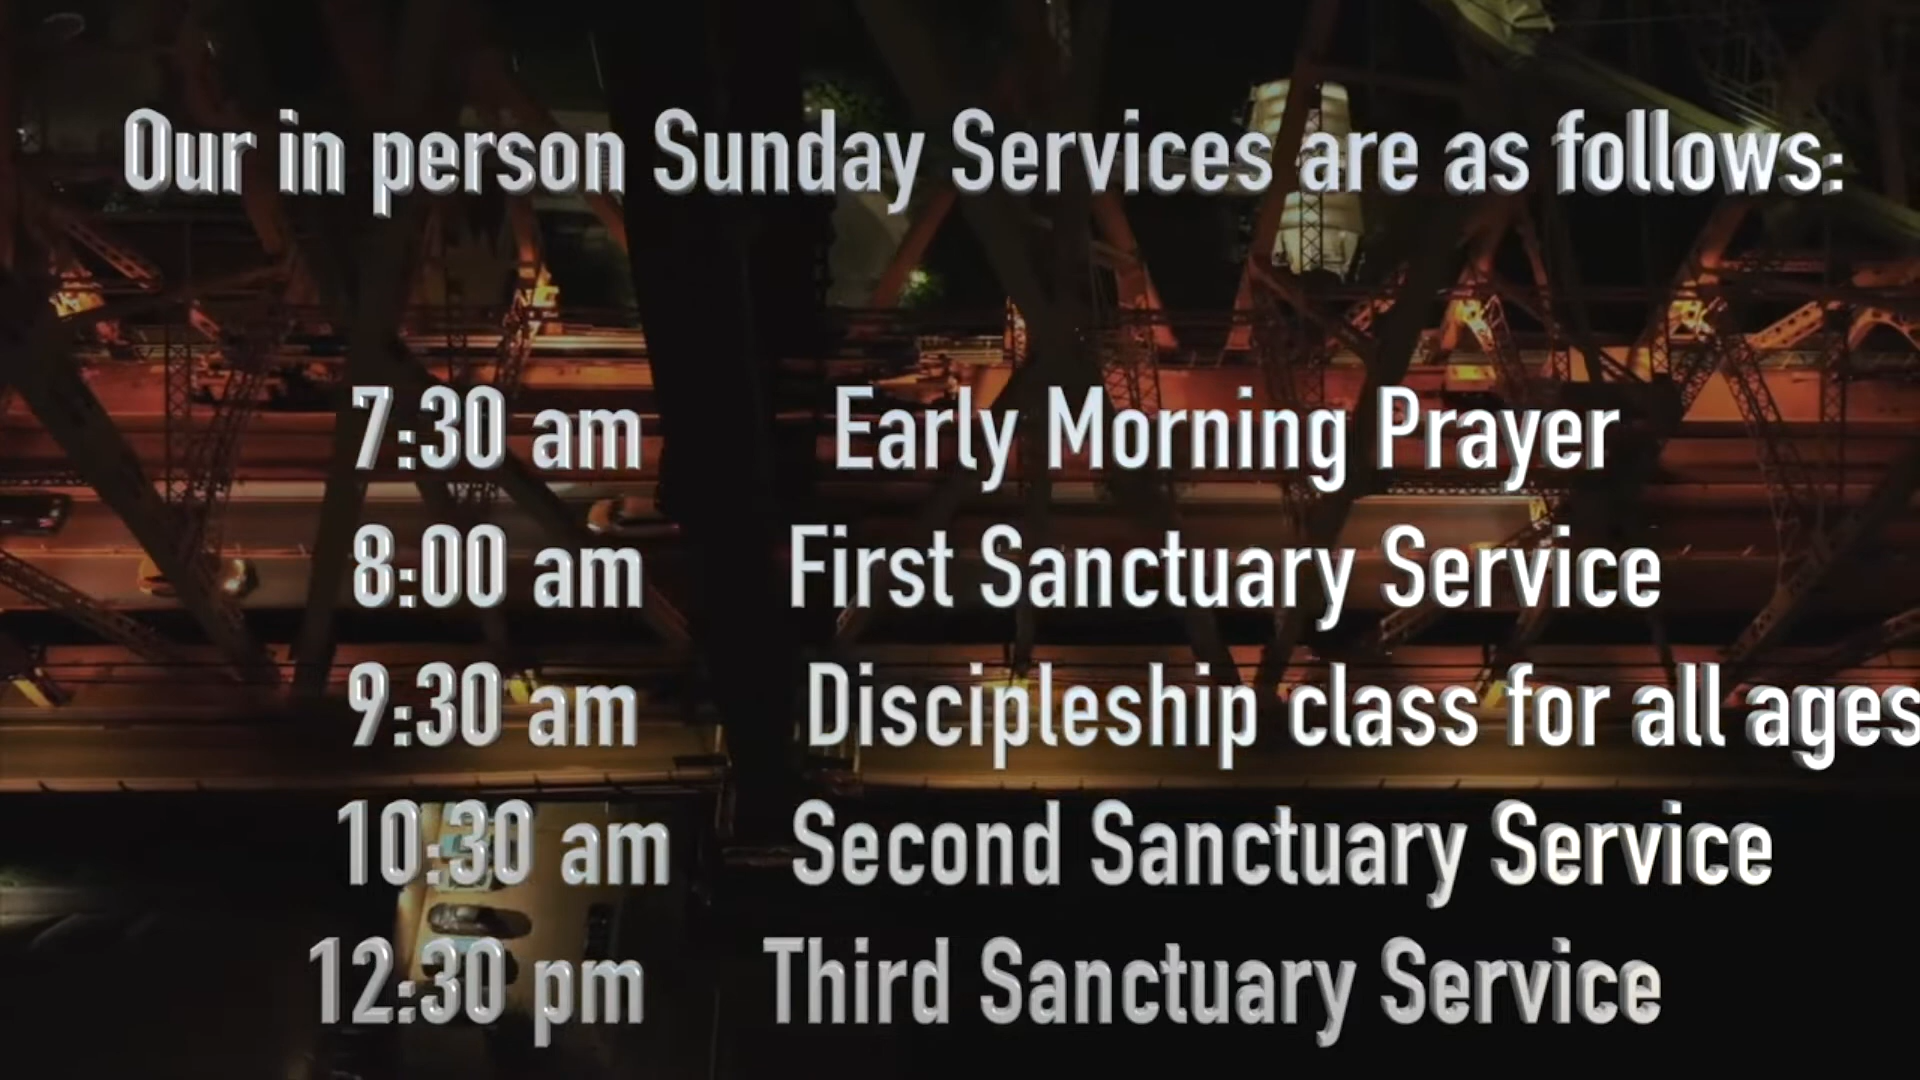 Our in person Sunday Services are as follows:
7:30 am Early Morning Prayer
8:00 am First Sanctuary Service
9:30 am Discipleship class for all ages
10:30 am Second Sanctuary Service
12:30 pm Third Sanctuary Service